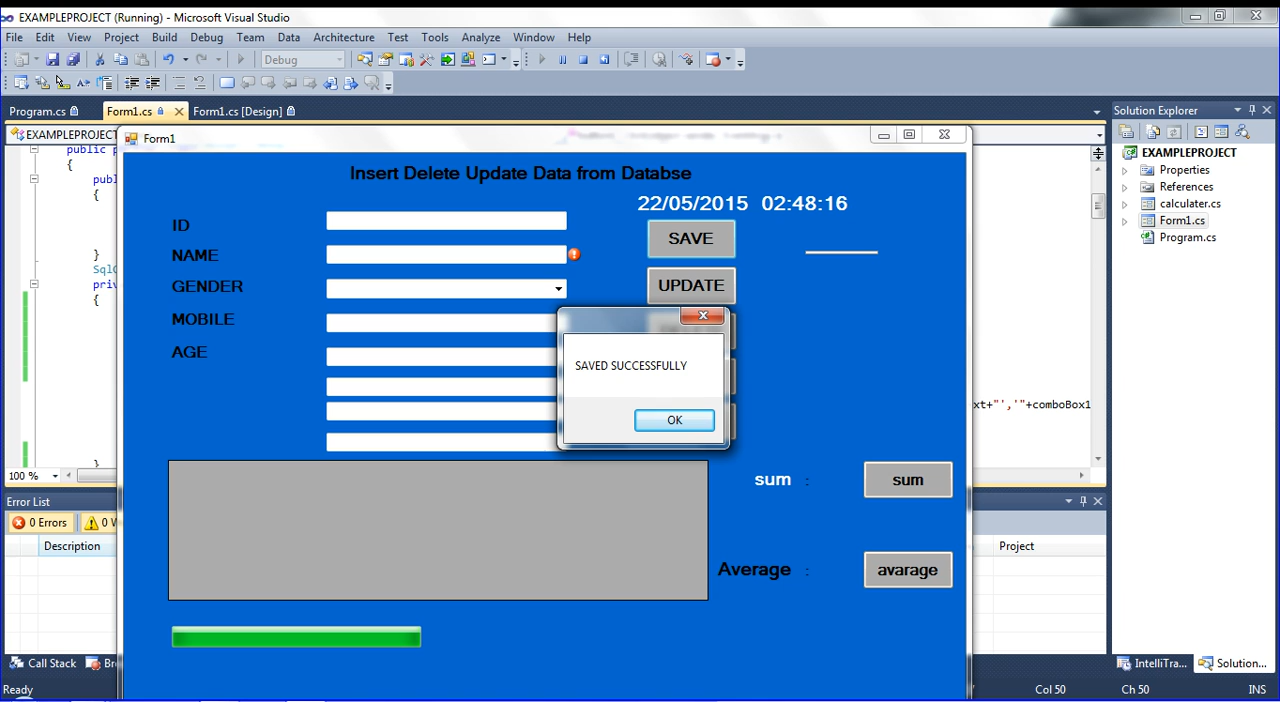 EXAMPLEPROJECT (Running) - Microsoft Visual Studio
File Edit View Project Build Debug Team Data Architecture Test Tools Analyze Window Help
Debug
Program.cs Form1.cs Form1.cs [Design]
Solution Explorer
EXAMPLEPROJECT
Form1
EXAMPLEPROJECT
Properties
References
calculater.cs
Form1.cs
Program.cs
public p
{
publ
{
}
SqlC
priv
{
xt+"','"+comboBox1
}
100 %
Insert Delete Update Data from Databse
22/05/2015 02:48:16
ID
SAVE
NAME
GENDER
UPDATE
MOBILE
AGE
SAVED SUCCESSFULLY
OK
sum : sum
Average : avarage
Error List
0 Errors 0 W
Description
Project
Call Stack Br
IntelliTra... Solution...
Ready
Col 50 Ch 50 INS